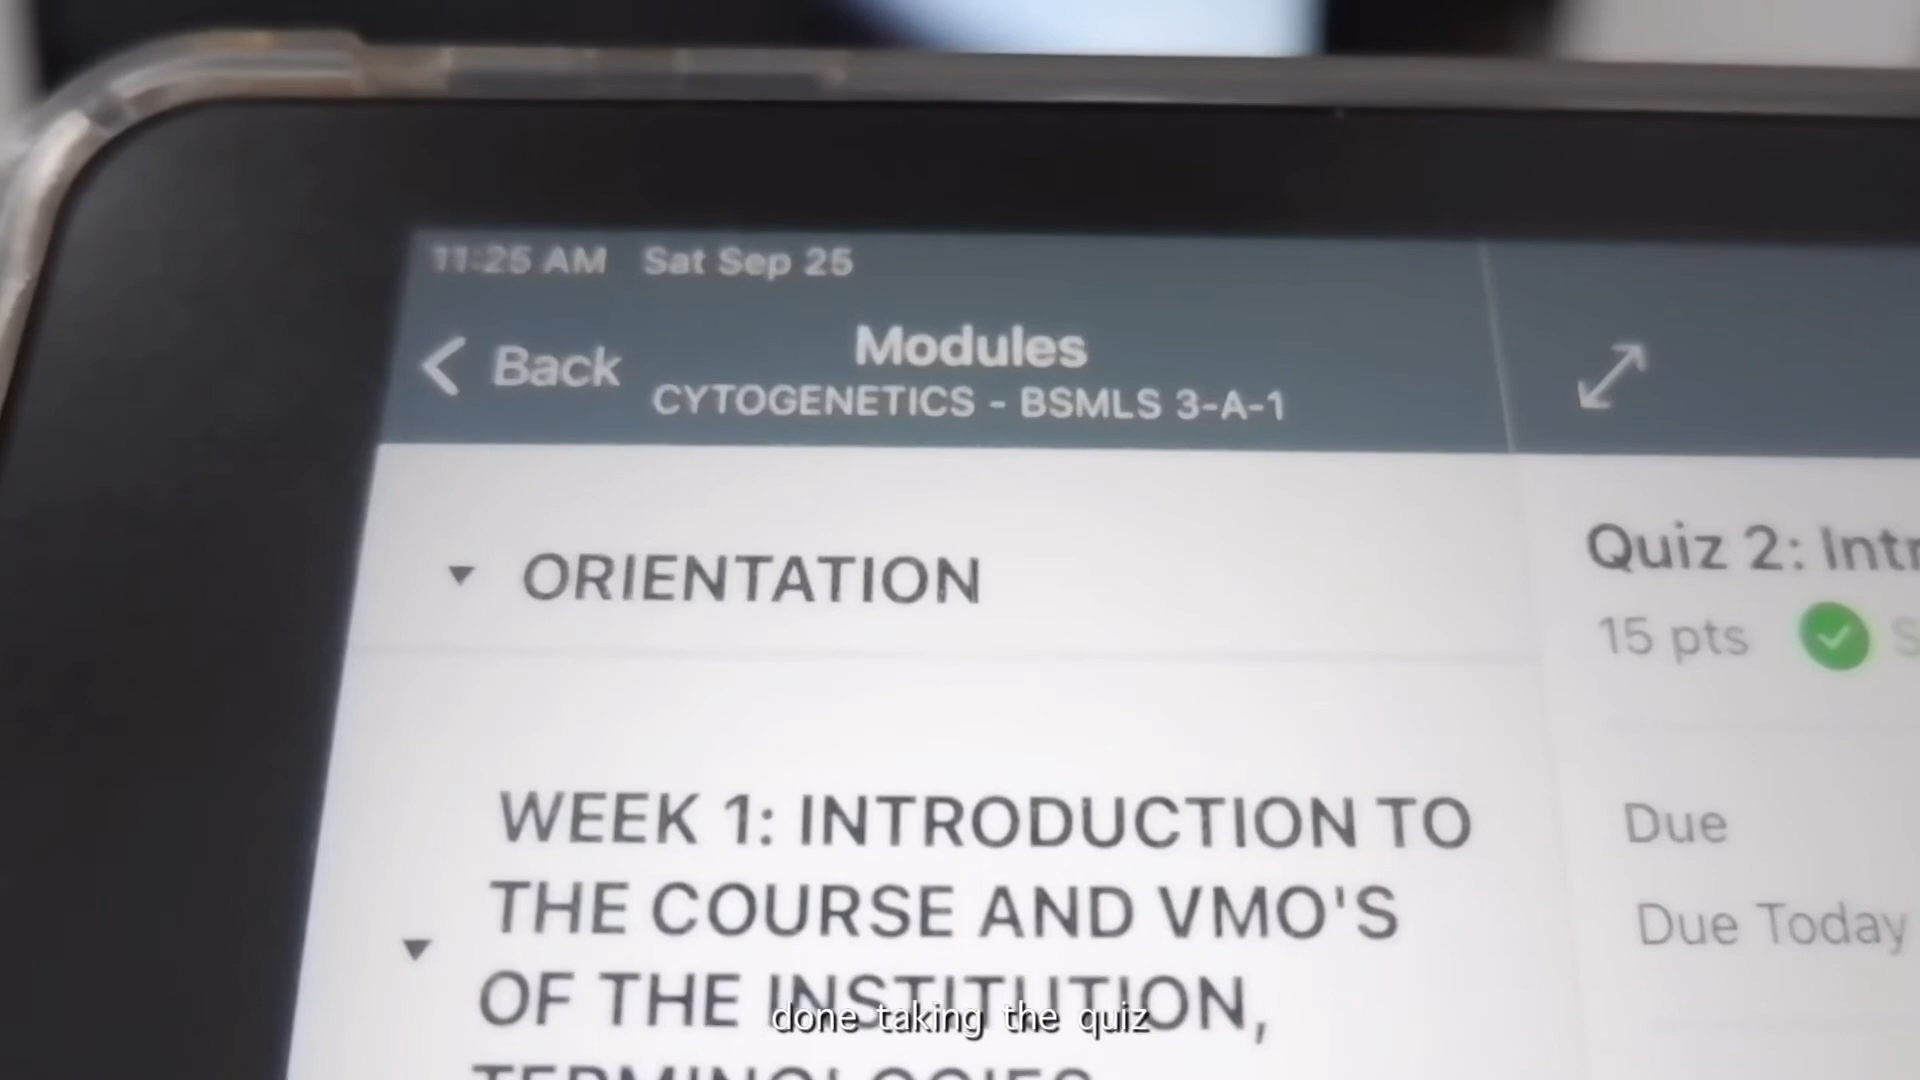 11:25 AM Sat Sep 25
Back
Modules
CYTOGENETICS - BSMLS 3-A-1
ORIENTATION
WEEK 1: INTRODUCTION TO
THE COURSE AND VMO'S
OF THE INSTITUTION,
TERMINOLOGIES
Quiz 2: Intr
15 pts S
Due
Due Today
done taking the quiz